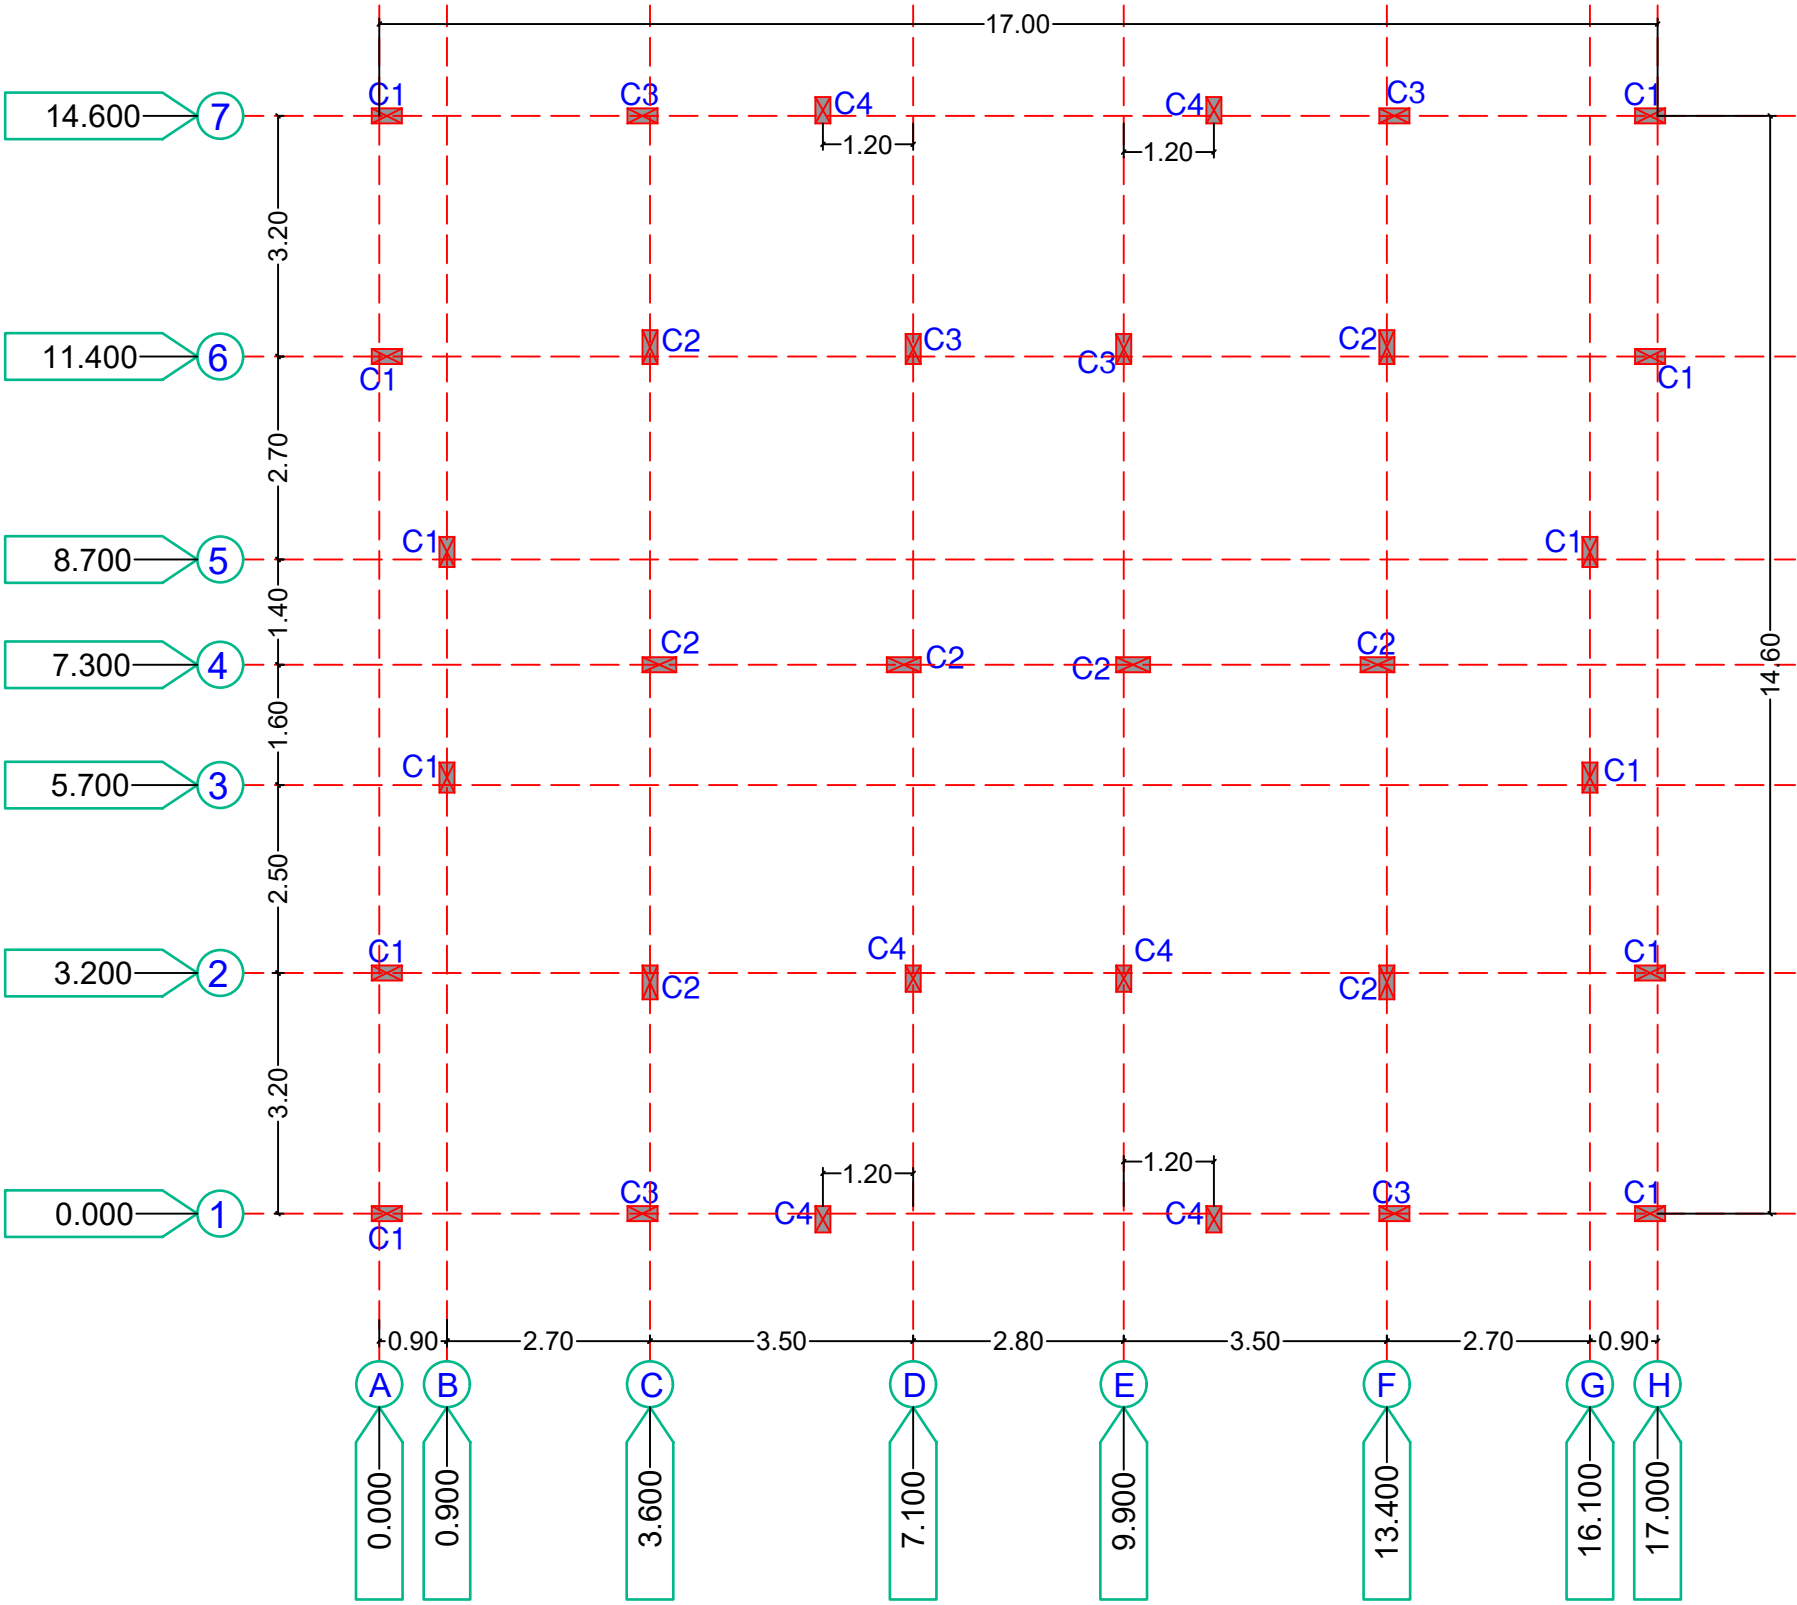 17.00
C1 C3 C4 C4 C3 C1
14.600 7
1.20 1.20
3.20
C2 C3 C3 C2
11.400 6
C1 C1
2.70
C1 C1
8.700 5
1.40
C2 C2 C2 C2
7.300 4
14.60
1.60
C1 C1
5.700 3
2.50
C1 C4 C4 C1
3.200 2
C2 C2
3.20
1.20 1.20
C3 C3 C1
0.000 1
C4 C4
C1
0.90 2.70 3.50 2.80 3.50 2.70 0.90
A B C D E F G H
0.000 0.900 3.600 7.100 9.900 13.400 16.100 17.000